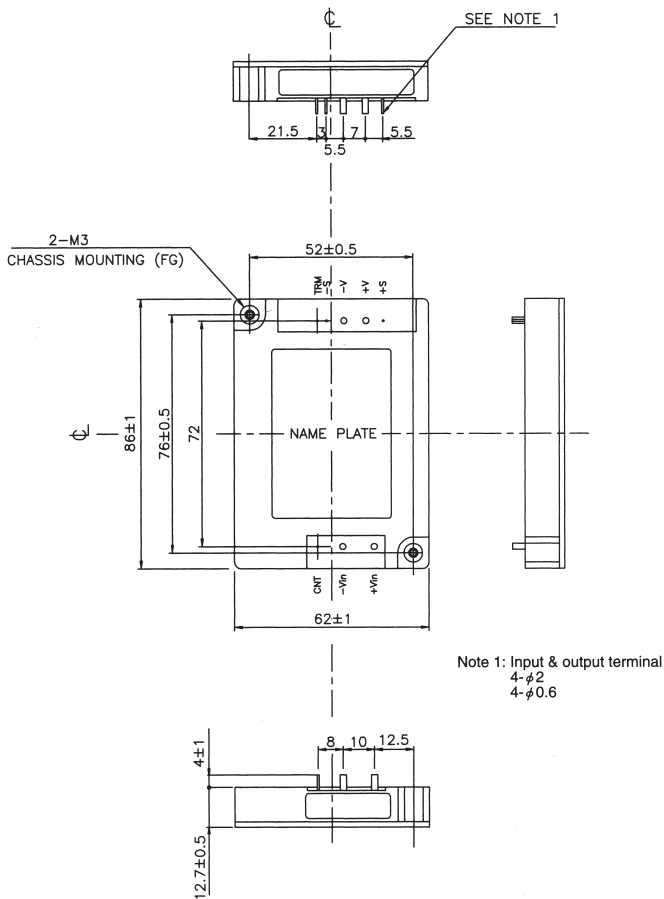 ℄
SEE NOTE 1
21.5
3
7
5.5
5.5
2-M3
CHASSIS MOUNTING (FG)
52±0.5
TRM
-S
-V
+V
+S
℄
86±1
76±0.5
72
NAME PLATE
CNT
-Vin
+Vin
62±1
Note 1: Input & output terminal
4-ϕ2
4-ϕ0.6
8
10
12.5
4±1
12.7±0.5